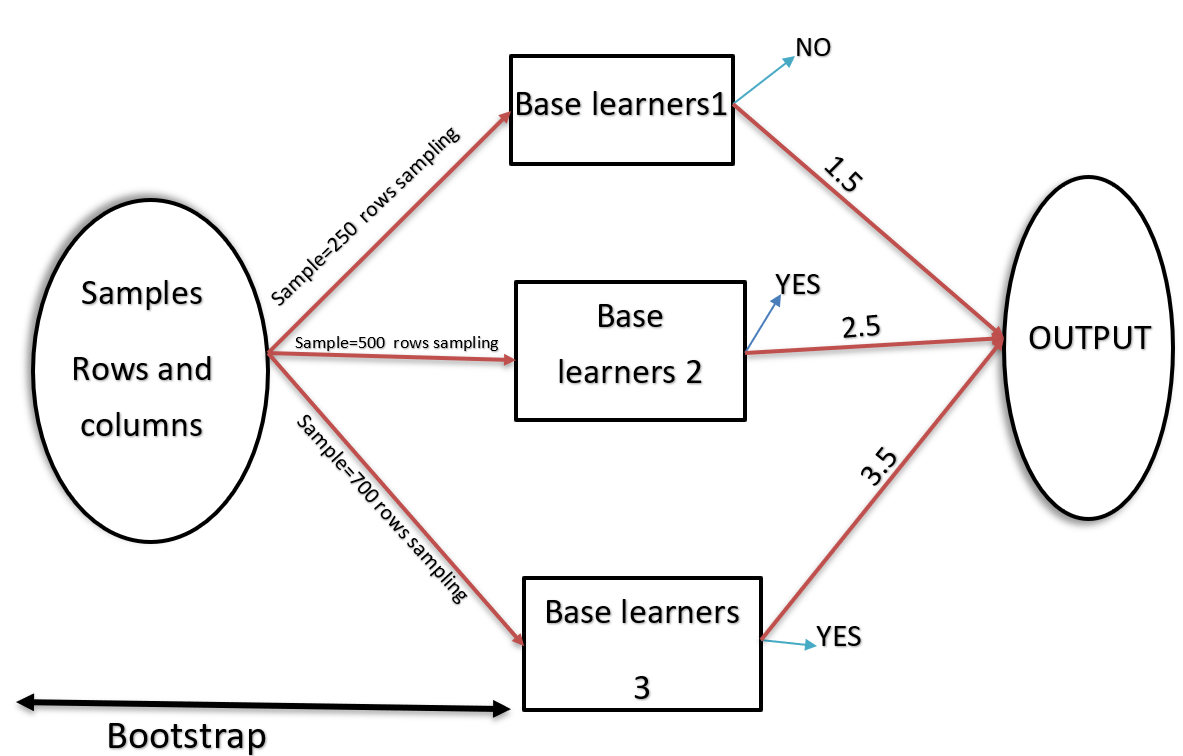 NO
Base learners1
Sample=250 rows sampling
1.5
Samples
Rows and
columns
YES
Base
learners 2
Sample=500 rows sampling
2.5
OUTPUT
Sample=700 rows sampling
3.5
Base learners
3
YES
Bootstrap